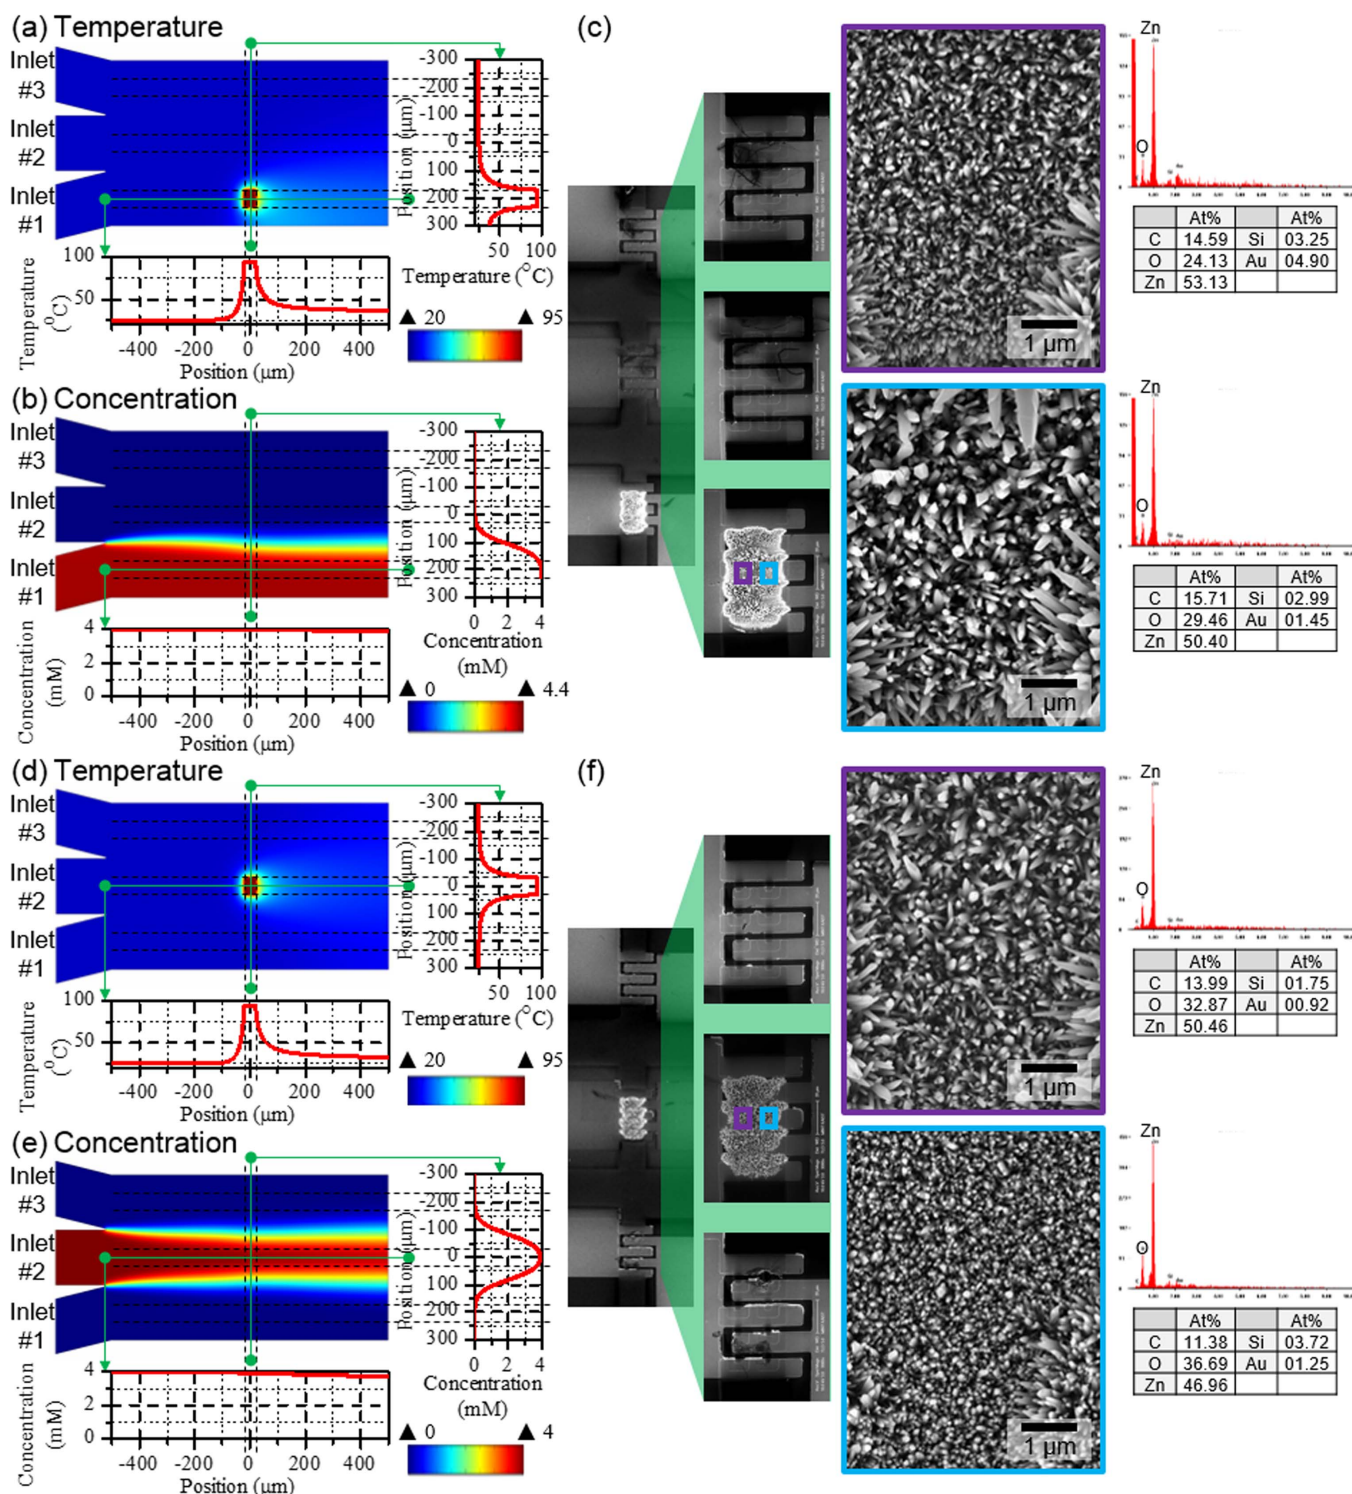 (a) Temperature
Inlet
#3
Inlet
#2
Inlet
#1
-300
-200
-100
0
100
200
300
Position (µm)
50 100
Temperature (°C)
100
50
Temperature
(°C)
-400 -200 0 200 400
Position (µm)
▲ 20 ▲ 95
(b) Concentration
Inlet
#3
Inlet
#2
Inlet
#1
-300
-200
-100
0
100
200
300
Position (µm)
0 2 4
Concentration
(mM)
4
2
0
Concentration
(mM)
-400 -200 0 200 400
Position (µm)
▲ 0 ▲ 4.4
(c)
1 µm
Zn
O
At% At%
C 14.59 Si 03.25
O 24.13 Au 04.90
Zn 53.13
1 µm
Zn
O
At% At%
C 15.71 Si 02.99
O 29.46 Au 01.45
Zn 50.40
(d) Temperature
Inlet
#3
Inlet
#2
Inlet
#1
-300
-200
-100
0
100
200
300
Position (µm)
50 100
Temperature (°C)
100
50
Temperature
(°C)
-400 -200 0 200 400
Position (µm)
▲ 20 ▲ 95
(e) Concentration
Inlet
#3
Inlet
#2
Inlet
#1
-300
-200
-100
0
100
200
300
Position (µm)
0 2 4
Concentration
(mM)
4
2
0
Concentration
(mM)
-400 -200 0 200 400
Position (µm)
▲ 0 ▲ 4
(f)
1 µm
Zn
O
At% At%
C 13.99 Si 01.75
O 32.87 Au 00.92
Zn 50.46
1 µm
Zn
O
At% At%
C 11.38 Si 03.72
O 36.69 Au 01.25
Zn 46.96